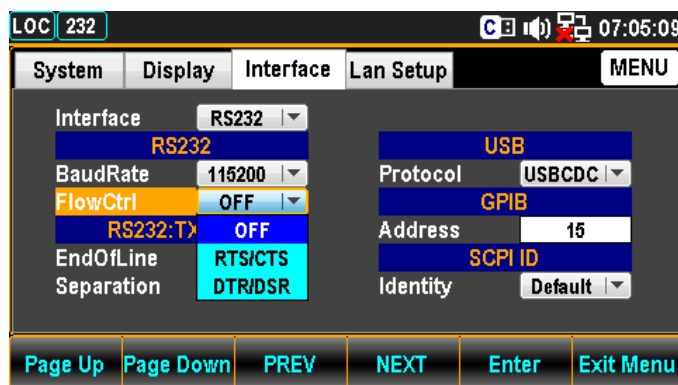 LOC 232 C 07:05:09
System Display Interface Lan Setup MENU
Interface RS232
RS232 USB
BaudRate 115200 Protocol USBCDC
FlowCtrl OFF GPIB
RS232:TX OFF Address 15
EndOfLine RTS/CTS SCPI ID
Separation DTR/DSR Identity Default
Page Up Page Down PREV NEXT Enter Exit Menu